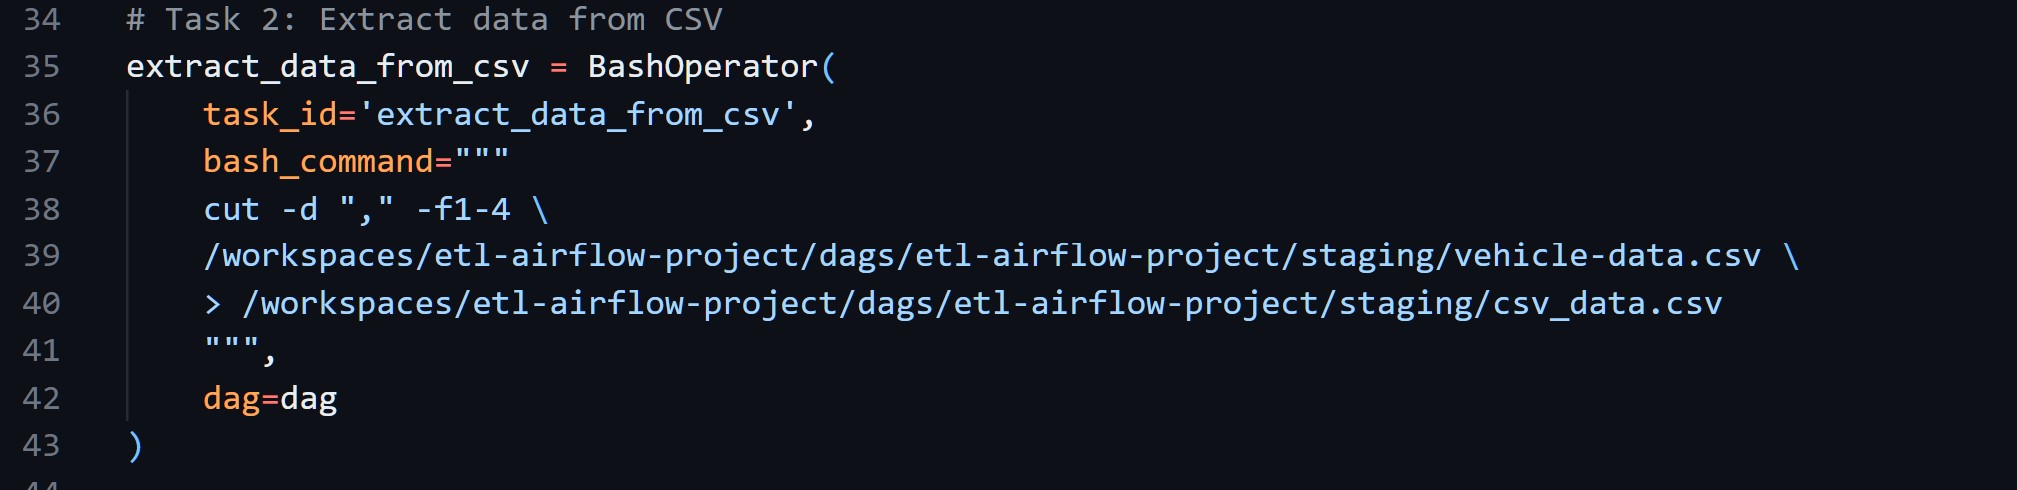 34 # Task 2: Extract data from CSV
35 extract_data_from_csv = BashOperator(
36     task_id='extract_data_from_csv',
37     bash_command="""
38     cut -d "," -f1-4 \
39     /workspaces/etl-airflow-project/dags/etl-airflow-project/staging/vehicle-data.csv \
40     > /workspaces/etl-airflow-project/dags/etl-airflow-project/staging/csv_data.csv
41     """,
42     dag=dag
43 )
44